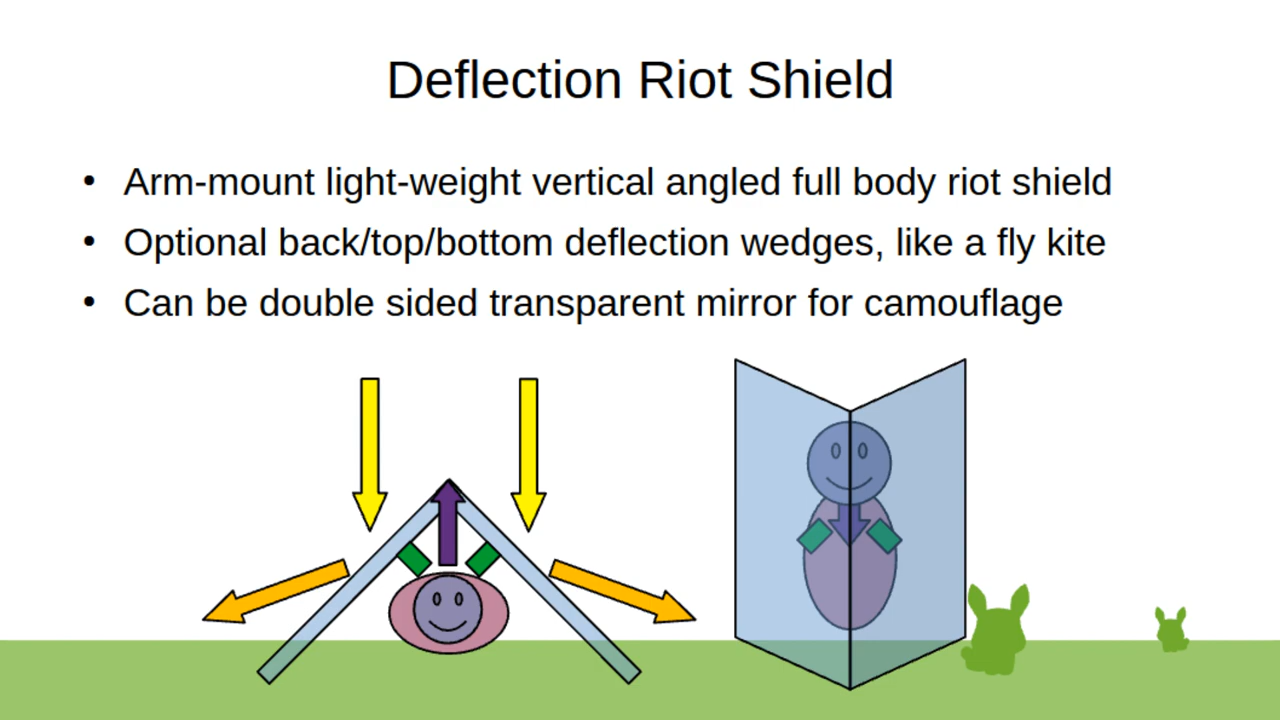 Deflection Riot Shield
• Arm-mount light-weight vertical angled full body riot shield
• Optional back/top/bottom deflection wedges, like a fly kite
• Can be double sided transparent mirror for camouflage